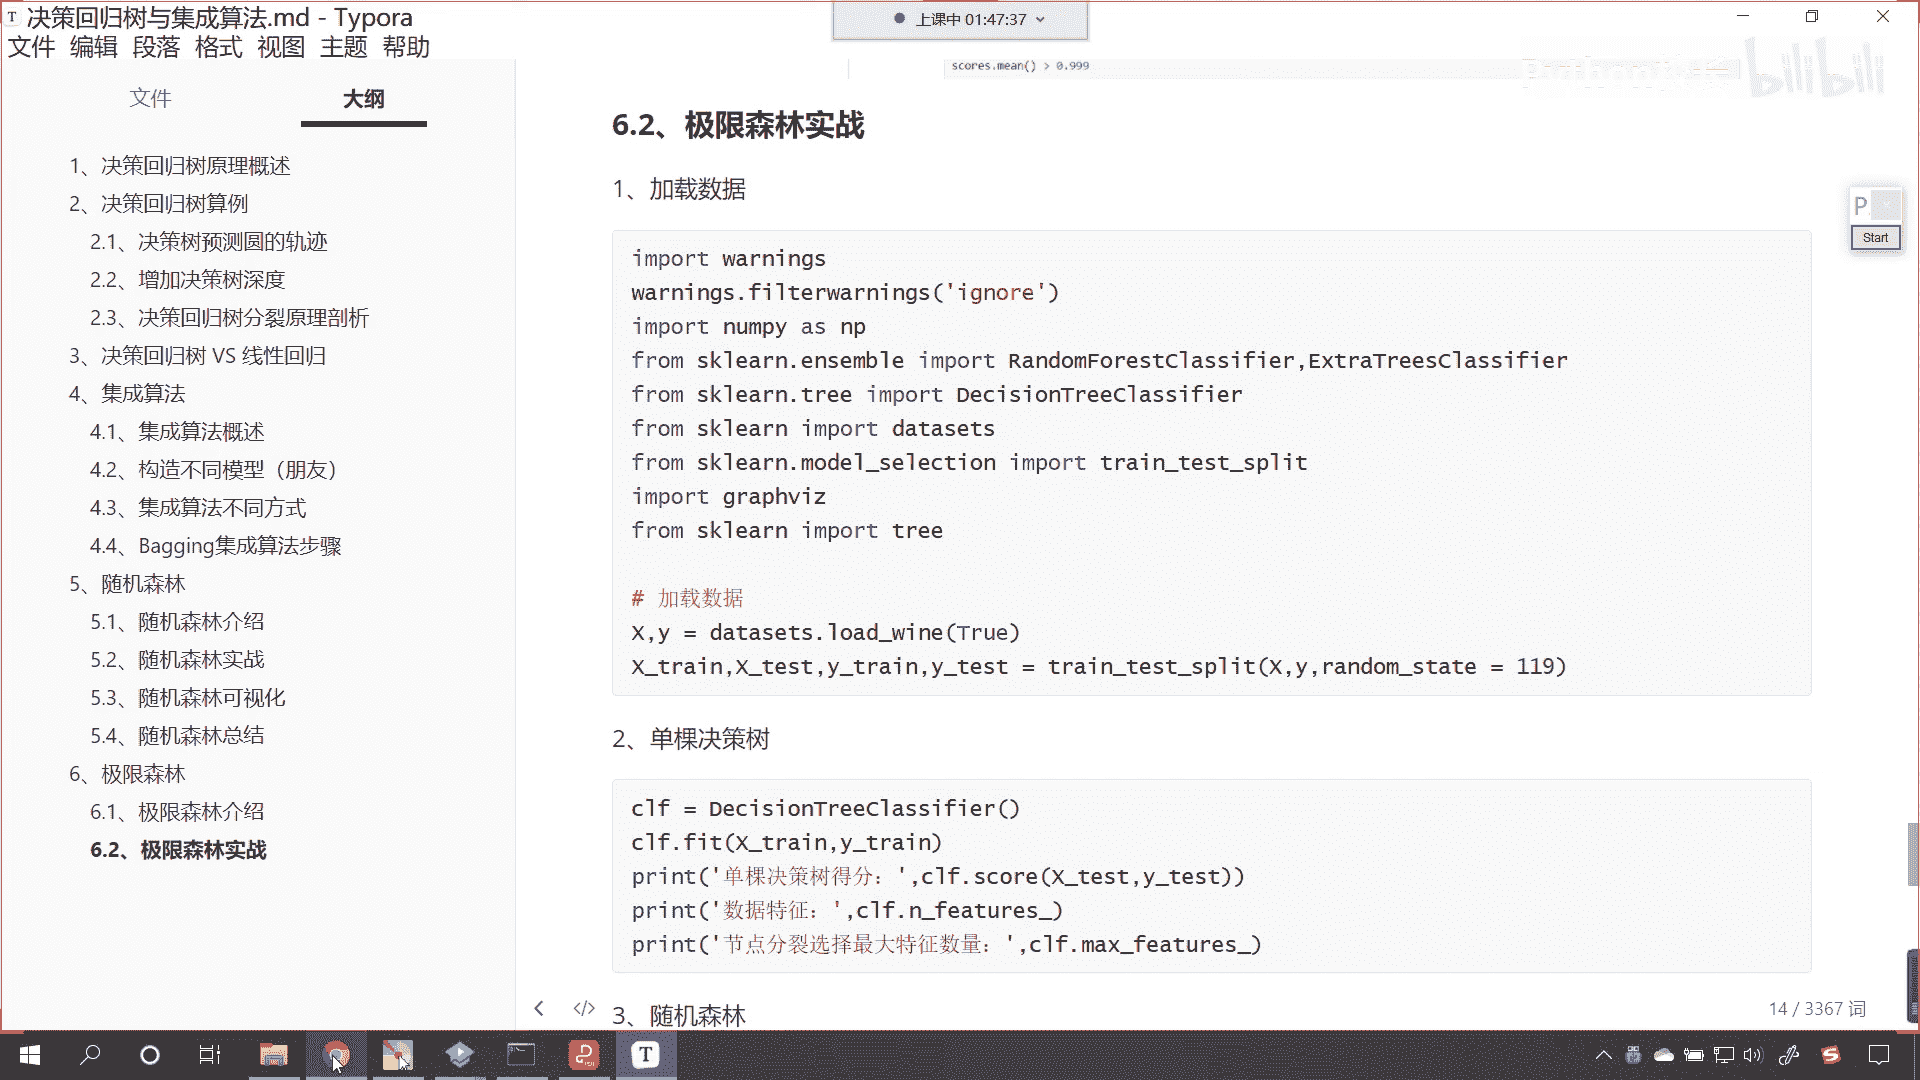 决策回归树与集成算法.md - Typora
上课中 01:47:37
文件 编辑 段落 格式 视图 主题 帮助
文件 大纲
1、决策回归树原理概述
2、决策回归树算例
2.1、决策树预测圆的轨迹
2.2、增加决策树深度
2.3、决策回归树分裂原理剖析
3、决策回归树 VS 线性回归
4、集成算法
4.1、集成算法概述
4.2、构造不同模型（朋友）
4.3、集成算法不同方式
4.4、Bagging集成算法步骤
5、随机森林
5.1、随机森林介绍
5.2、随机森林实战
5.3、随机森林可视化
5.4、随机森林总结
6、极限森林
6.1、极限森林介绍
6.2、极限森林实战
scores.mean() > 0.999
bilibili
6.2、极限森林实战
1、加载数据
import warnings
warnings.filterwarnings('ignore')
import numpy as np
from sklearn.ensemble import RandomForestClassifier,ExtraTreesClassifier
from sklearn.tree import DecisionTreeClassifier
from sklearn import datasets
from sklearn.model_selection import train_test_split
import graphviz
from sklearn import tree
# 加载数据
X,y = datasets.load_wine(True)
X_train,X_test,y_train,y_test = train_test_split(X,y,random_state = 119)
2、单棵决策树
clf = DecisionTreeClassifier()
clf.fit(X_train,y_train)
print('单棵决策树得分：',clf.score(X_test,y_test))
print('数据特征：',clf.n_features_)
print('节点分裂选择最大特征数量：',clf.max_features_)
3、随机森林
14 / 3367 词
P
Start